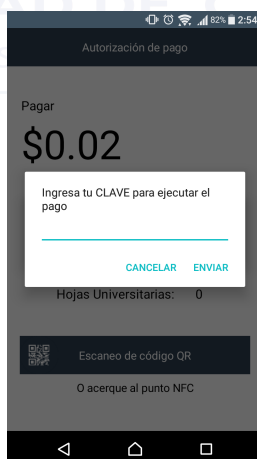 82% 2:54
Autorización de pago
Pagar
$0.02
Ingresa tu CLAVE para ejecutar el
pago
CANCELAR ENVIAR
Hojas Universitarias: 0
Escaneo de código QR
O acerque al punto NFC